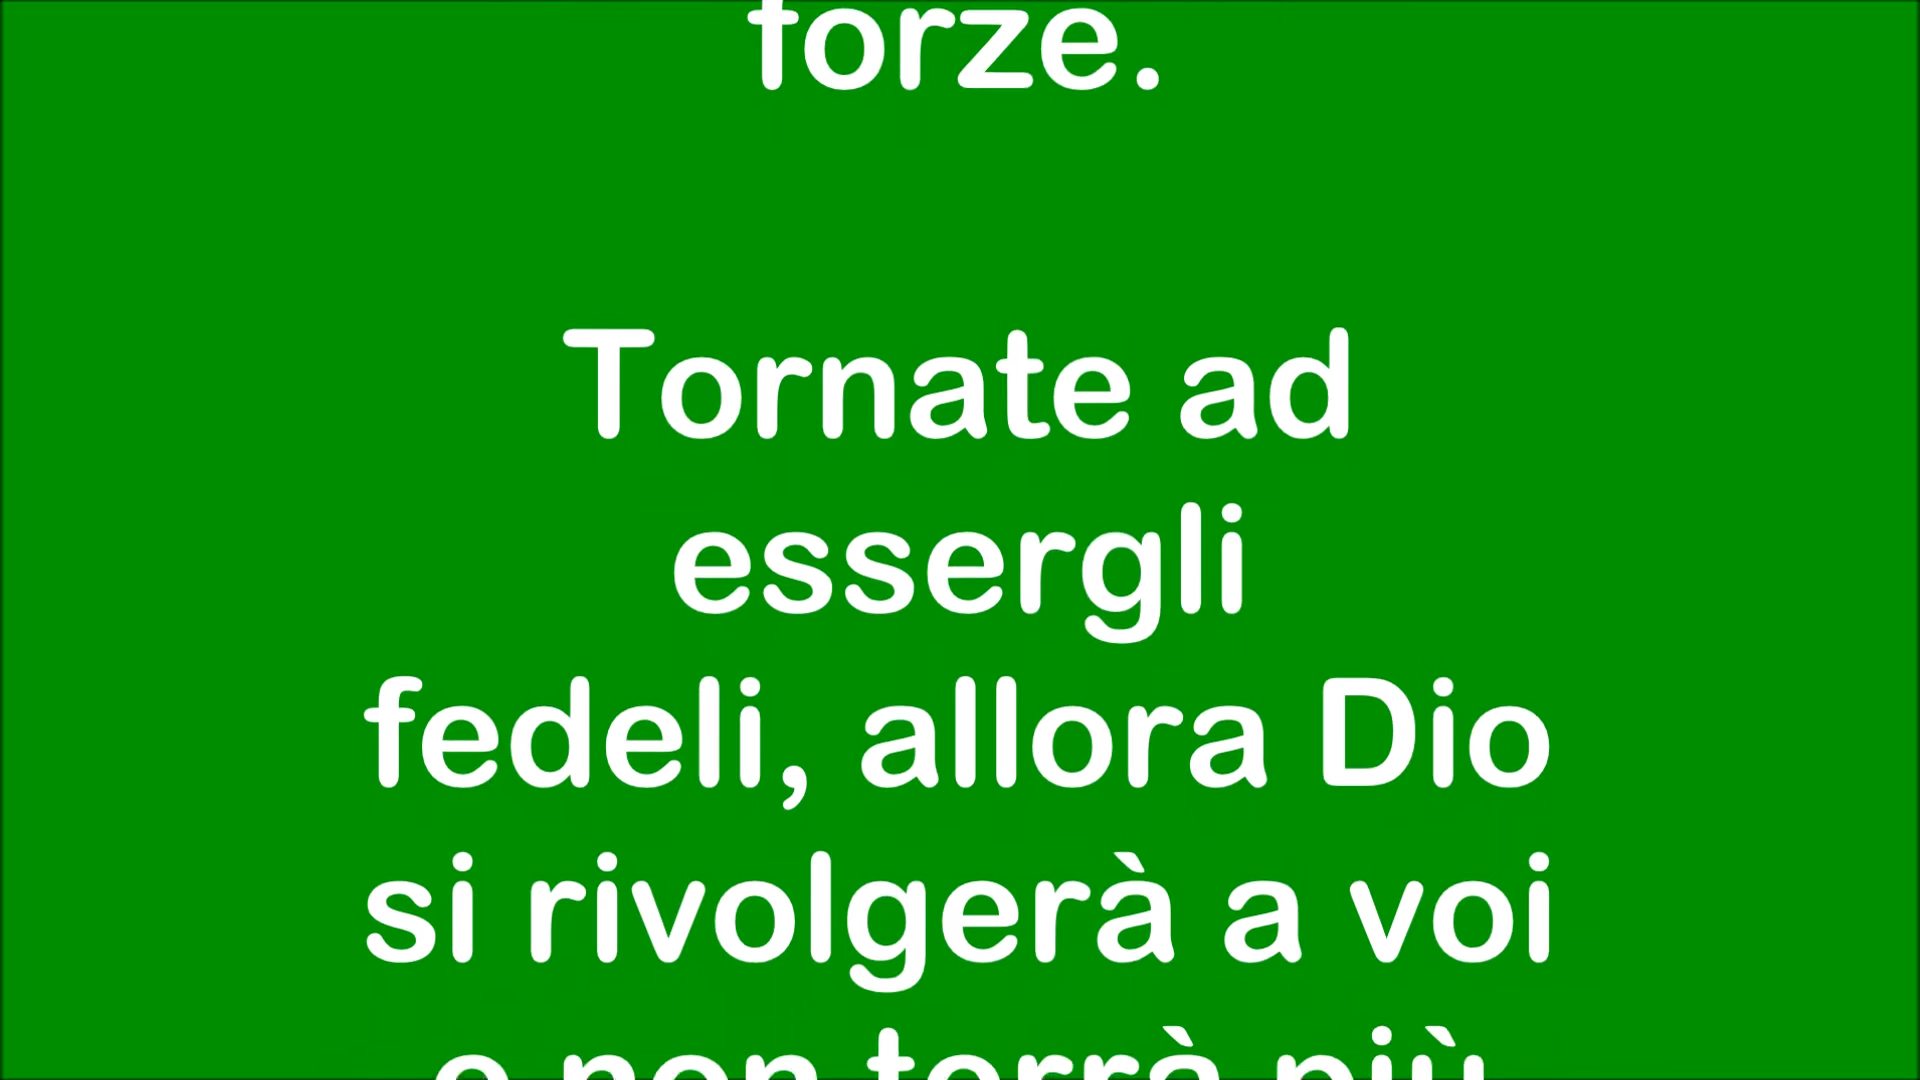 forze.
Tornate ad
essergli
fedeli, allora Dio
si rivolgerà a voi
e non terrà più